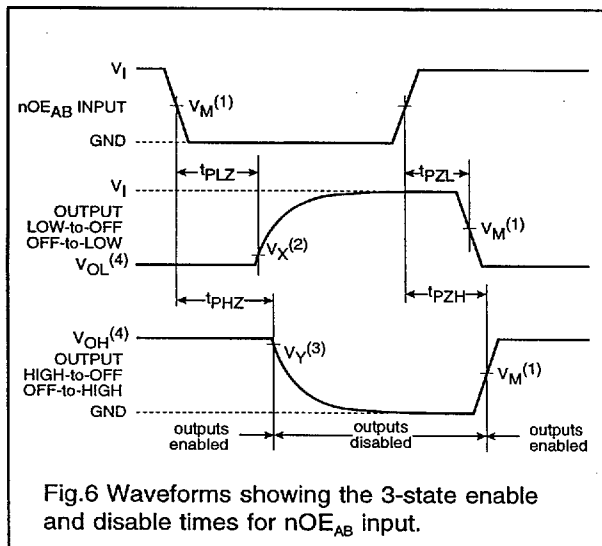 V_I
nOE_AB INPUT
V_M^(1)
GND
t_PLZ
t_PZL
V_I
OUTPUT
LOW-to-OFF
OFF-to-LOW
V_M^(1)
V_X^(2)
V_OL^(4)
t_PHZ
t_PZH
V_OH^(4)
OUTPUT
HIGH-to-OFF
OFF-to-HIGH
V_Y^(3)
V_M^(1)
GND
outputs
enabled
outputs
disabled
outputs
enabled
Fig.6 Waveforms showing the 3-state enable
and disable times for nOE_AB input.